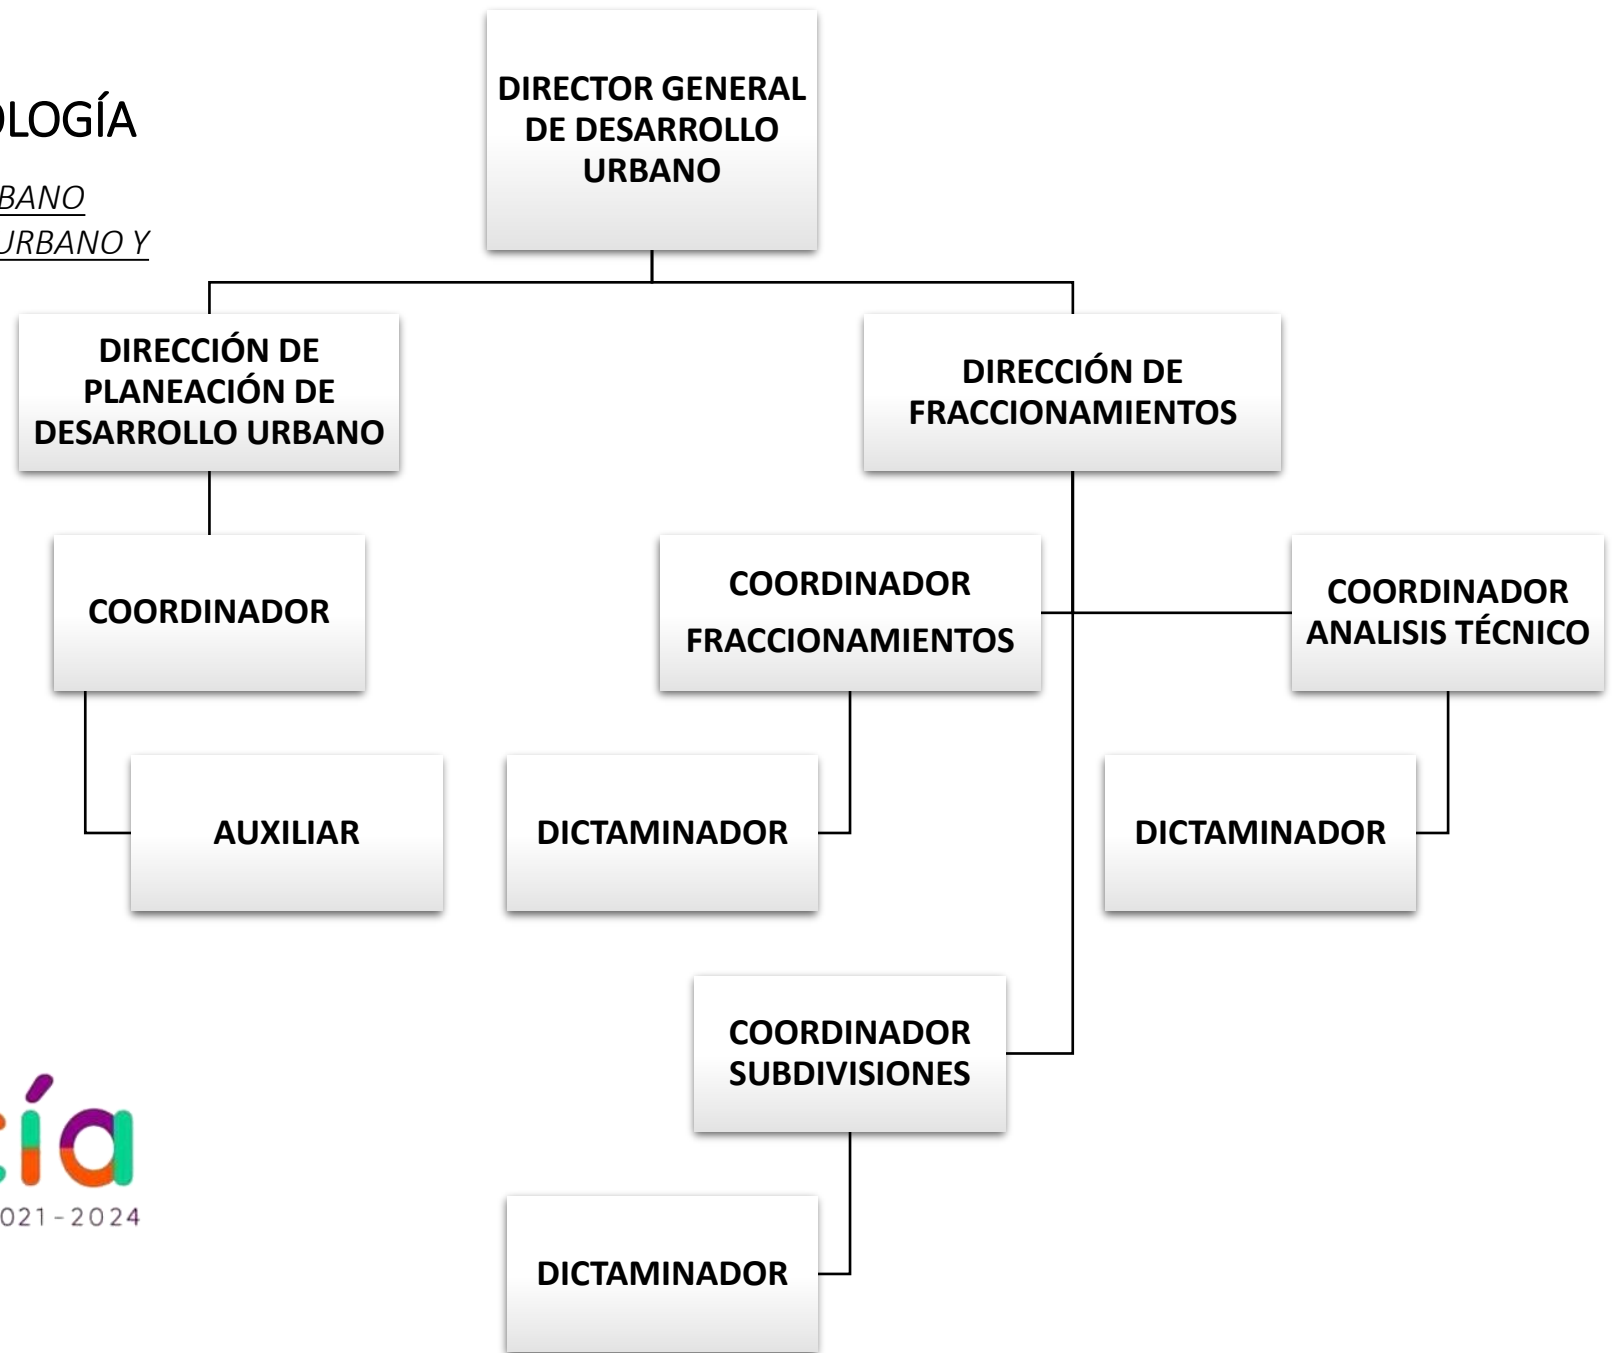 DIRECTOR GENERAL
DE DESARROLLO
URBANO
OLOGÍA
BANO
URBANO Y
DIRECCIÓN DE
PLANEACIÓN DE
DESARROLLO URBANO
DIRECCIÓN DE
FRACCIONAMIENTOS
COORDINADOR
COORDINADOR
FRACCIONAMIENTOS
COORDINADOR
ANALISIS TÉCNICO
AUXILIAR
DICTAMINADOR
DICTAMINADOR
COORDINADOR
SUBDIVISIONES
DICTAMINADOR
cía
021-2024